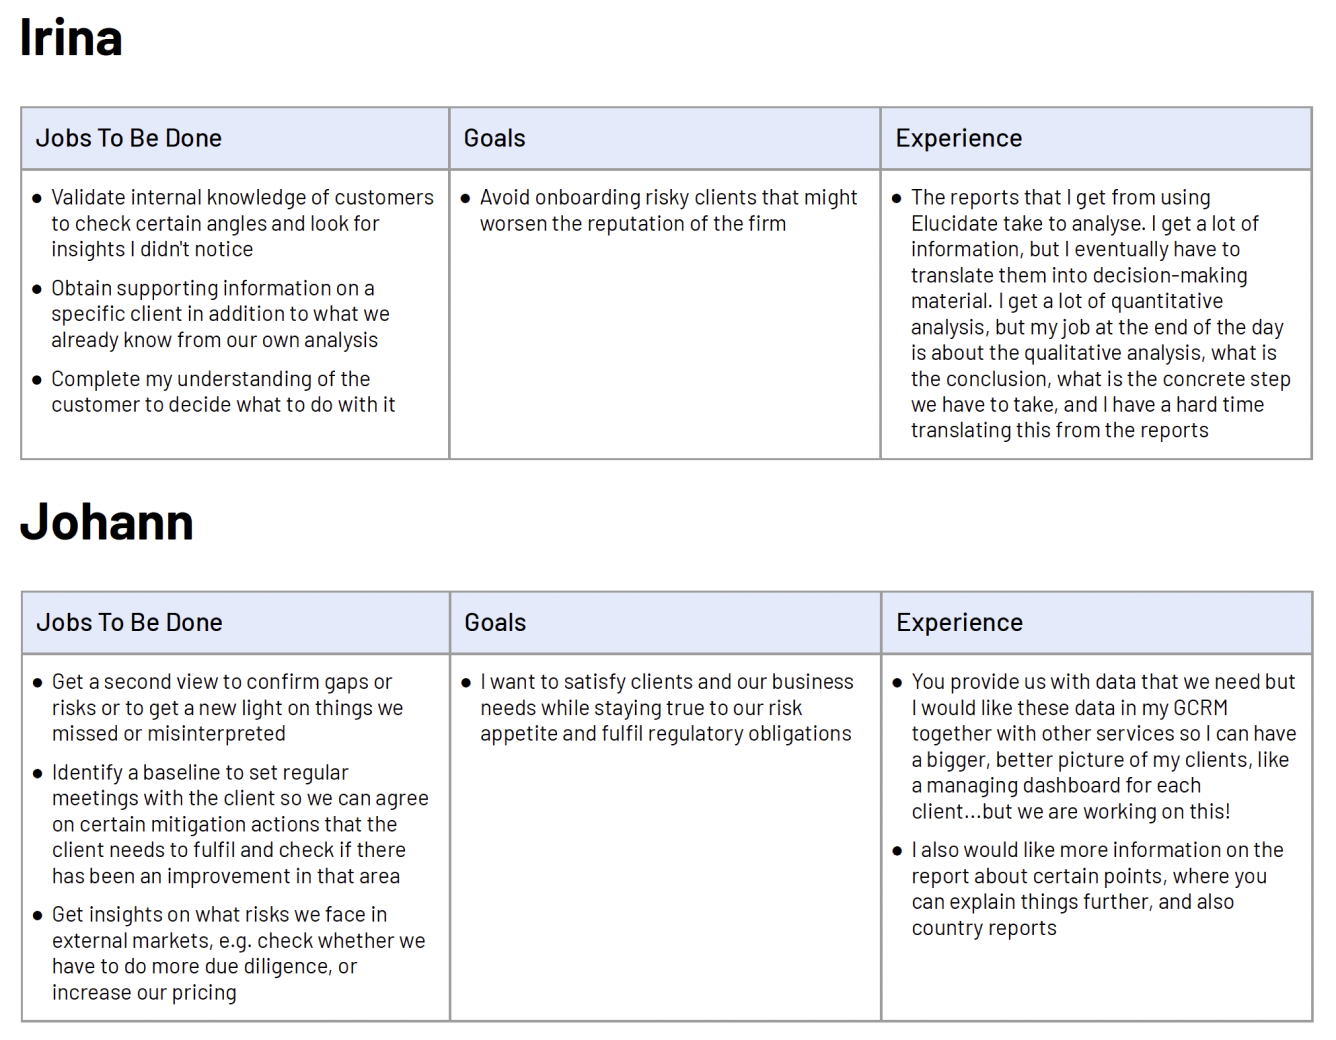 Irina
Jobs To Be Done
Goals
Experience
● Validate internal knowledge of customers
to check certain angles and look for
insights I didn't notice
● Obtain supporting information on a
specific client in addition to what we
already know from our own analysis
● Complete my understanding of the
customer to decide what to do with it
● Avoid onboarding risky clients that might
worsen the reputation of the firm
● The reports that I get from using
Elucidate take to analyse. I get a lot of
information, but I eventually have to
translate them into decision-making
material. I get a lot of quantitative
analysis, but my job at the end of the day
is about the qualitative analysis, what is
the conclusion, what is the concrete step
we have to take, and I have a hard time
translating this from the reports
Johann
Jobs To Be Done
Goals
Experience
● Get a second view to confirm gaps or
risks or to get a new light on things we
missed or misinterpreted
● Identify a baseline to set regular
meetings with the client so we can agree
on certain mitigation actions that the
client needs to fulfil and check if there
has been an improvement in that area
● Get insights on what risks we face in
external markets, e.g. check whether we
have to do more due diligence, or
increase our pricing
● I want to satisfy clients and our business
needs while staying true to our risk
appetite and fulfil regulatory obligations
● You provide us with data that we need but
I would like these data in my GCRM
together with other services so I can have
a bigger, better picture of my clients, like
a managing dashboard for each
client...but we are working on this!
● I also would like more information on the
report about certain points, where you
can explain things further, and also
country reports